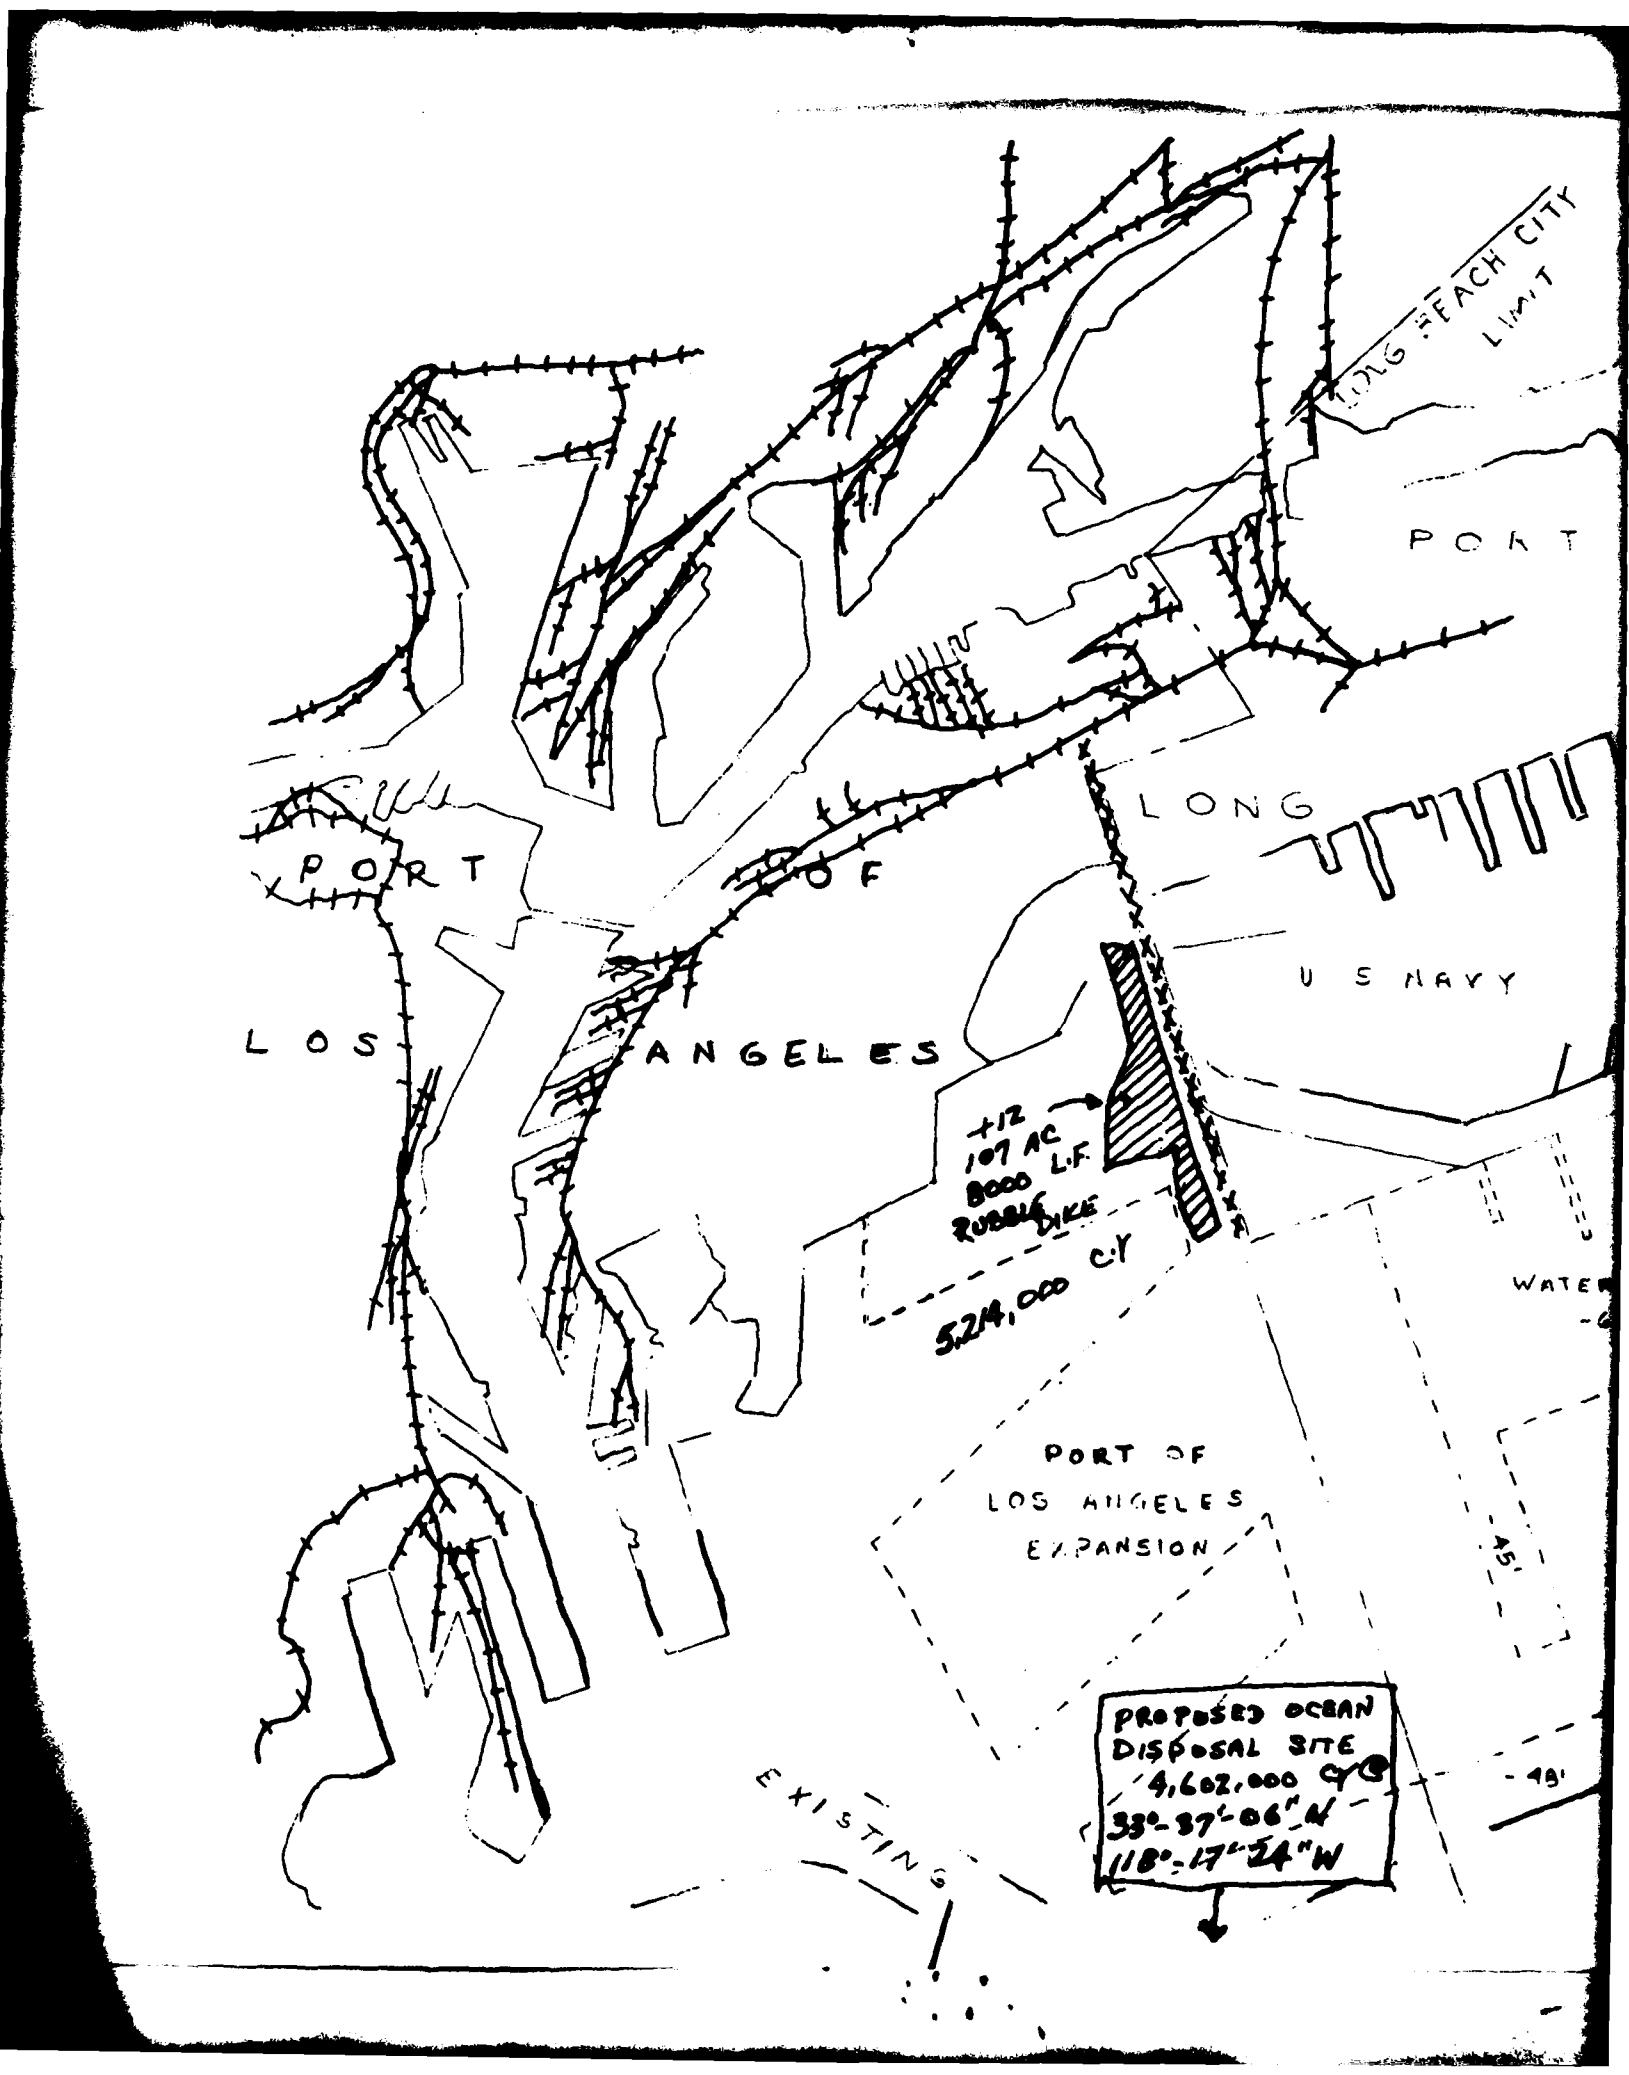 LONG BEACH CITY
LIMIT
PORT
LONG
PORT OF
U S NAVY
LOS ANGELES
+12
107 AC
8000 L.F.
RUBBLE DIKE
5,214,000 C.Y
WATER
PORT OF
LOS ANGELES
EXPANSION
-45'
EXISTING
PROPOSED OCEAN
DISPOSAL SITE
4,602,000 CY @
33°-37'-06" N
118°-17'-24" W